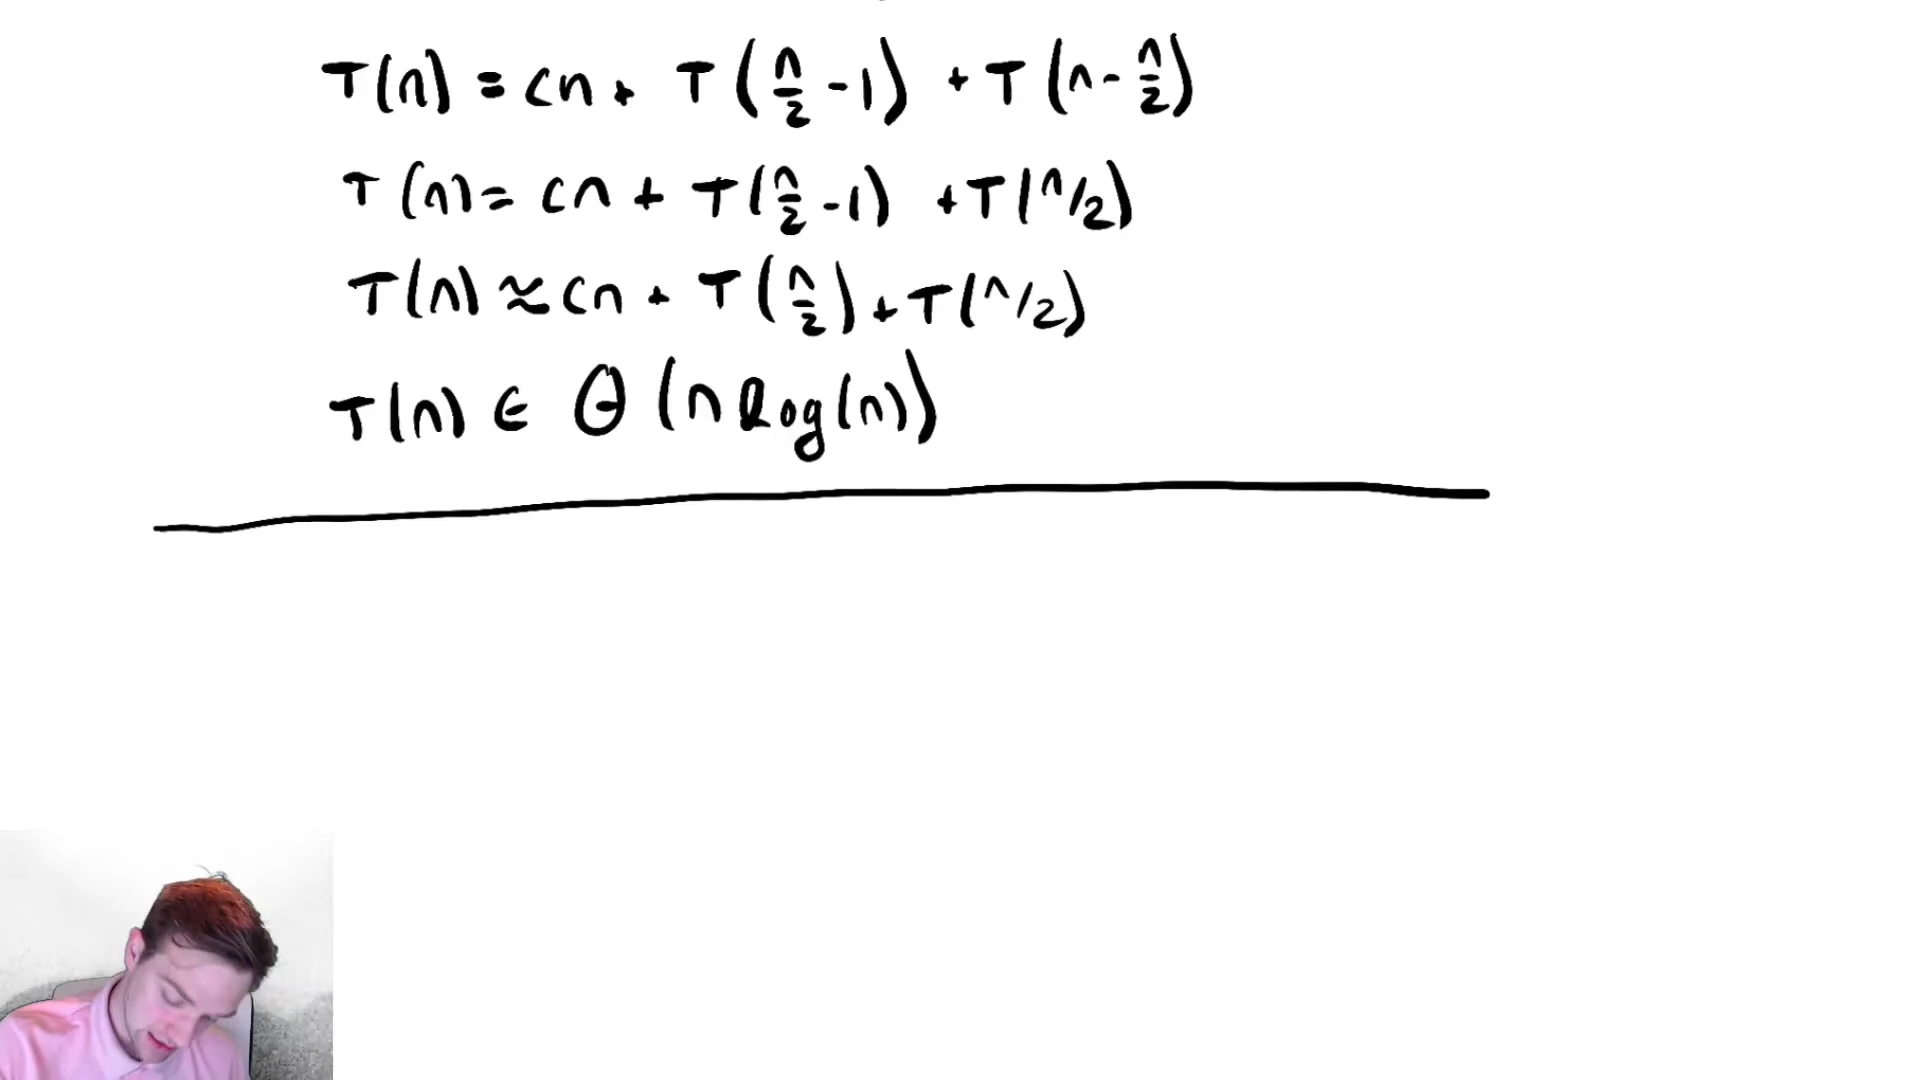 T(n) = cn + T(n/2 - 1) + T(n - n/2)
T(n) = cn + T(n/2 - 1) + T(n/2)
T(n) ≈ cn + T(n/2) + T(n/2)
T(n) ∈ Θ(n log(n))